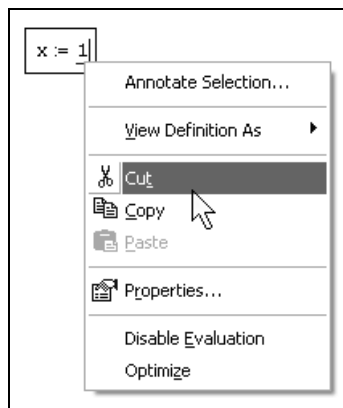 x := 1
Annotate Selection...
View Definition As
Cut
Copy
Paste
Properties...
Disable Evaluation
Optimize